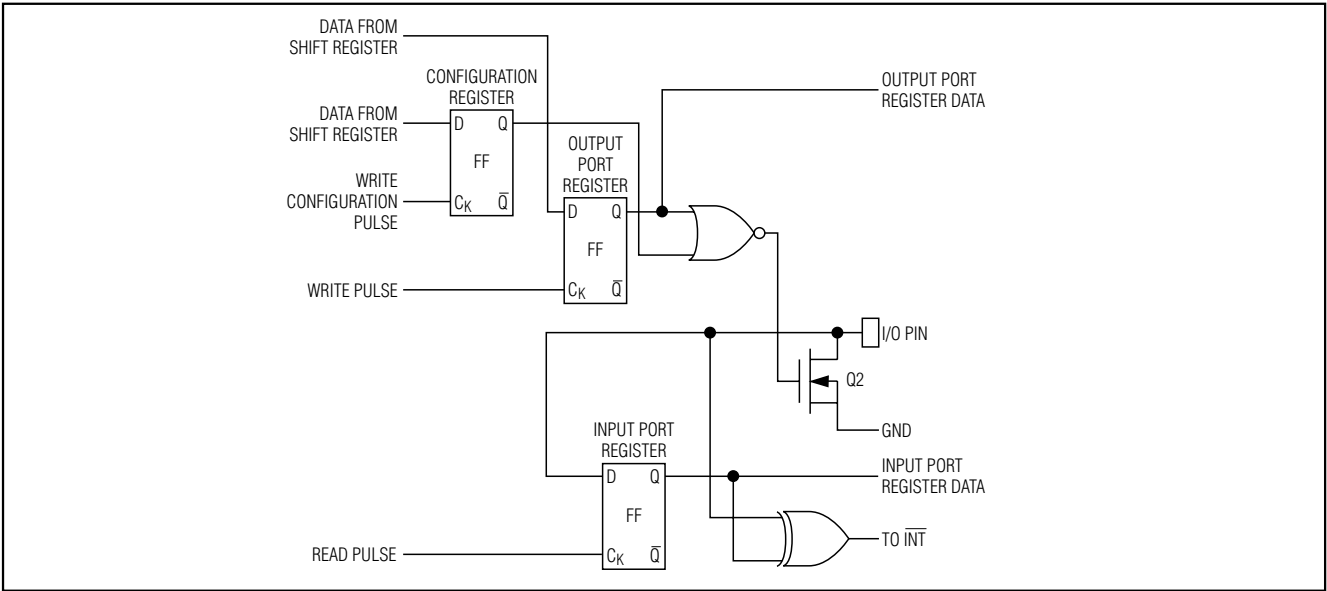 DATA FROM
SHIFT REGISTER
CONFIGURATION
REGISTER
DATA FROM
SHIFT REGISTER
D Q
FF
WRITE
CONFIGURATION
PULSE
CK Q̅
OUTPUT
PORT
REGISTER
D Q
FF
WRITE PULSE
CK Q̅
OUTPUT PORT
REGISTER DATA
I/O PIN
Q2
GND
INPUT PORT
REGISTER
D Q
FF
READ PULSE
CK Q̅
INPUT PORT
REGISTER DATA
TO I̅N̅T̅